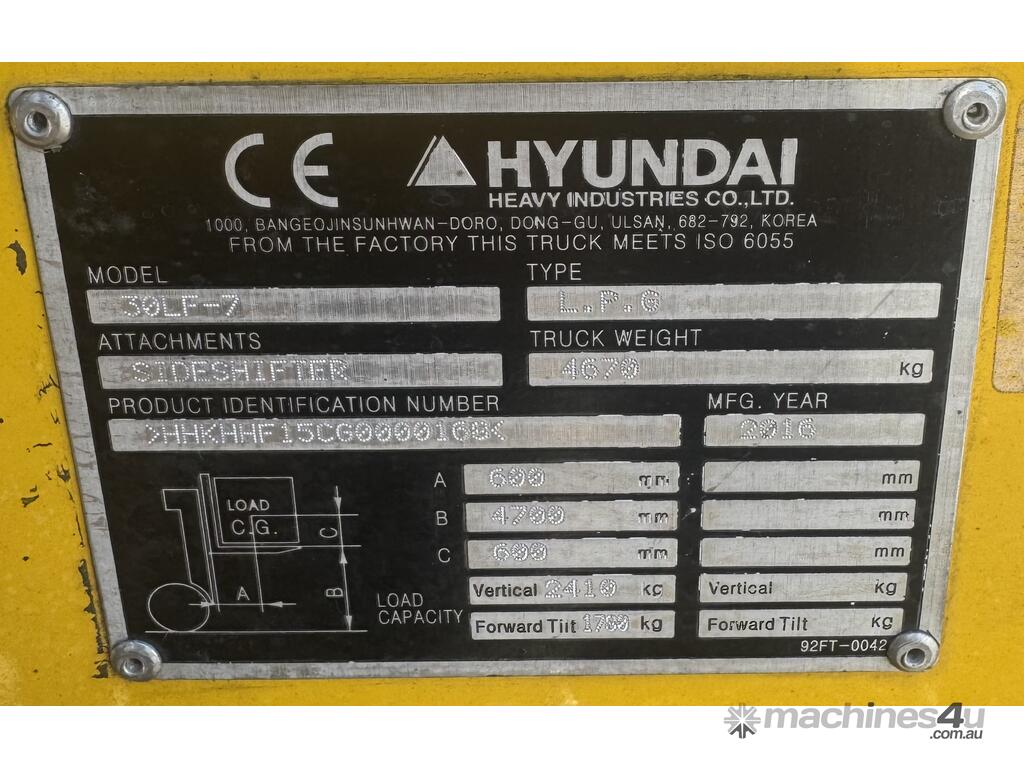 CE HYUNDAI
HEAVY INDUSTRIES CO.,LTD.
1000, BANGEOJINSUNHWAN-DORO, DONG-GU, ULSAN, 682-792, KOREA
FROM THE FACTORY THIS TRUCK MEETS ISO 6055
MODEL TYPE
30LF-7 L.P.G
ATTACHMENTS TRUCK WEIGHT
SIDESHIFTER 4670 kg
PRODUCT IDENTIFICATION NUMBER MFG. YEAR
>HHKHHF15CG0000168< 2016
A 600 mm mm
B 4700 mm mm
C 600 mm mm
LOAD
C.G.
A
B
C
LOAD
CAPACITY
Vertical 2410 kg Vertical kg
Forward Tilt 1780 kg Forward Tilt kg
92FT-0042
machines4u
.com.au